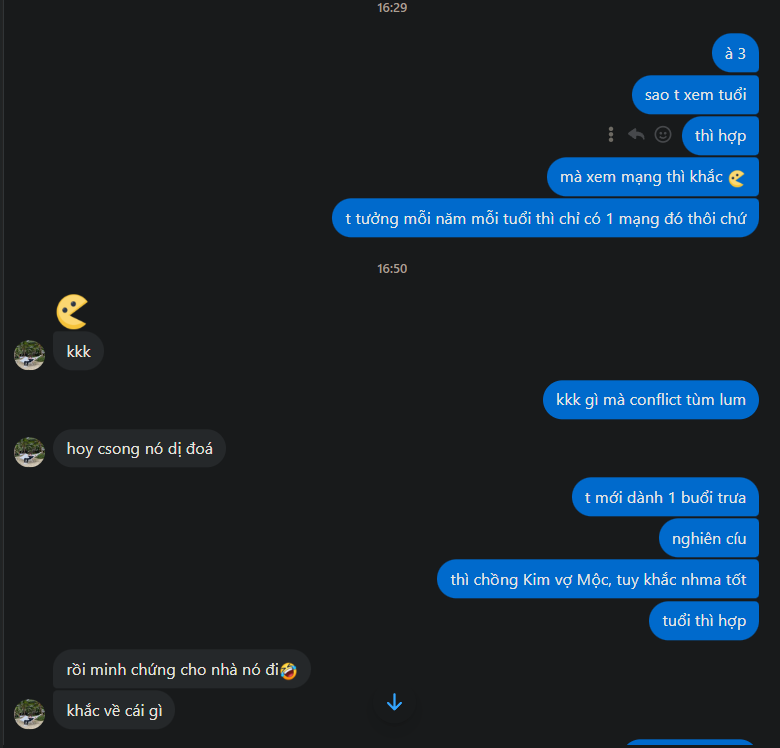 16:29
à 3
sao t xem tuổi
thì hợp
mà xem mạng thì khắc
t tưởng mỗi năm mỗi tuổi thì chỉ có 1 mạng đó thôi chứ
16:50
kkk
kkk gì mà conflict tùm lum
hoy csong nó dị đoá
t mới dành 1 buổi trưa
nghiên cíu
thì chồng Kim vợ Mộc, tuy khắc nhma tốt
tuổi thì hợp
rồi minh chứng cho nhà nó đi🤣
khắc về cái gì